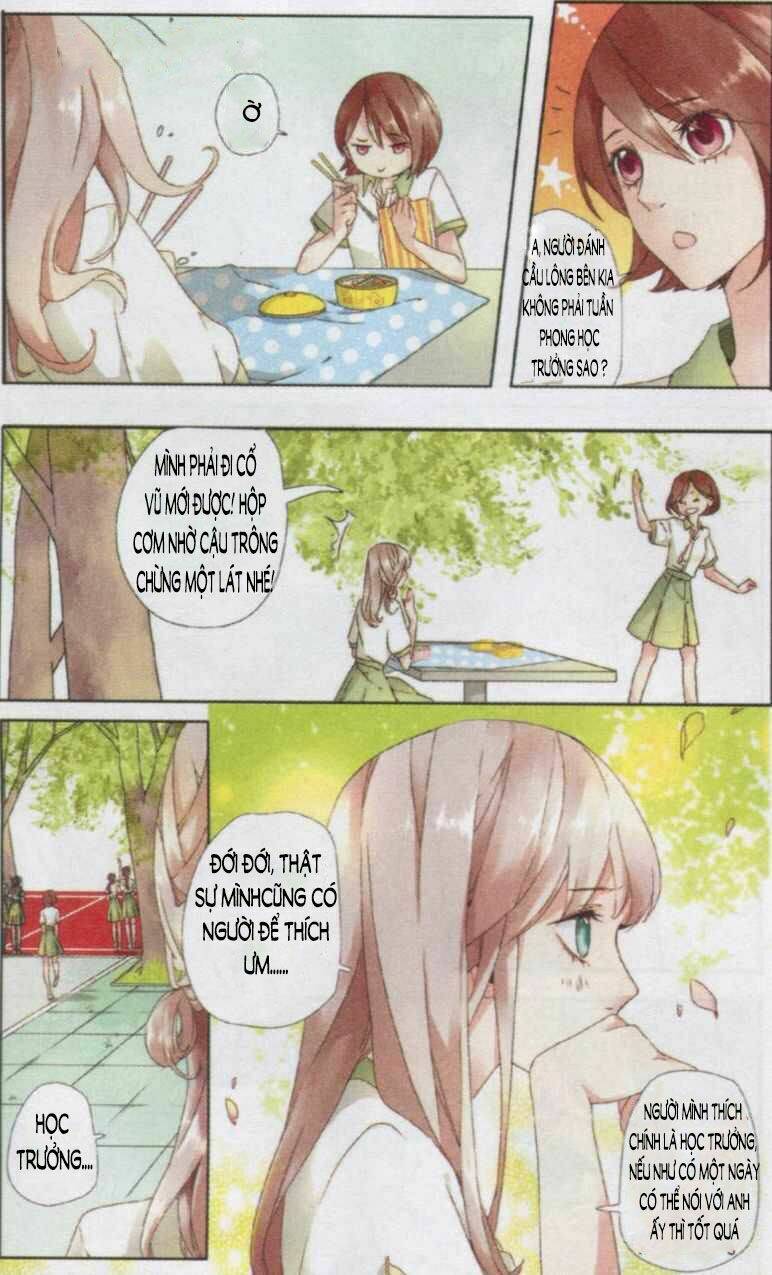 Ờ
A, NGƯỜI ĐÁNH
CẦU LÔNG BÊN KIA
KHÔNG PHẢI TUẤN
PHONG HỌC
TRƯỞNG SAO ?
MÌNH PHẢI ĐI CỔ
VŨ MỚI ĐƯỢC! HỘP
CƠM NHỜ CẬU TRÔNG
CHỪNG MỘT LÁT NHÉ!
ĐỚI ĐỚI, THẬT
SỰ MÌNHCŨNG CÓ
NGƯỜI ĐỂ THÍCH
ƯM......
HỌC
TRƯỞNG....
NGƯỜI MÌNH THÍCH
CHÍNH LÀ HỌC TRƯỞNG,
NẾU NHƯ CÓ MỘT NGÀY
CÓ THỂ NÓI VỚI ANH
ẤY THÌ TỐT QUÁ